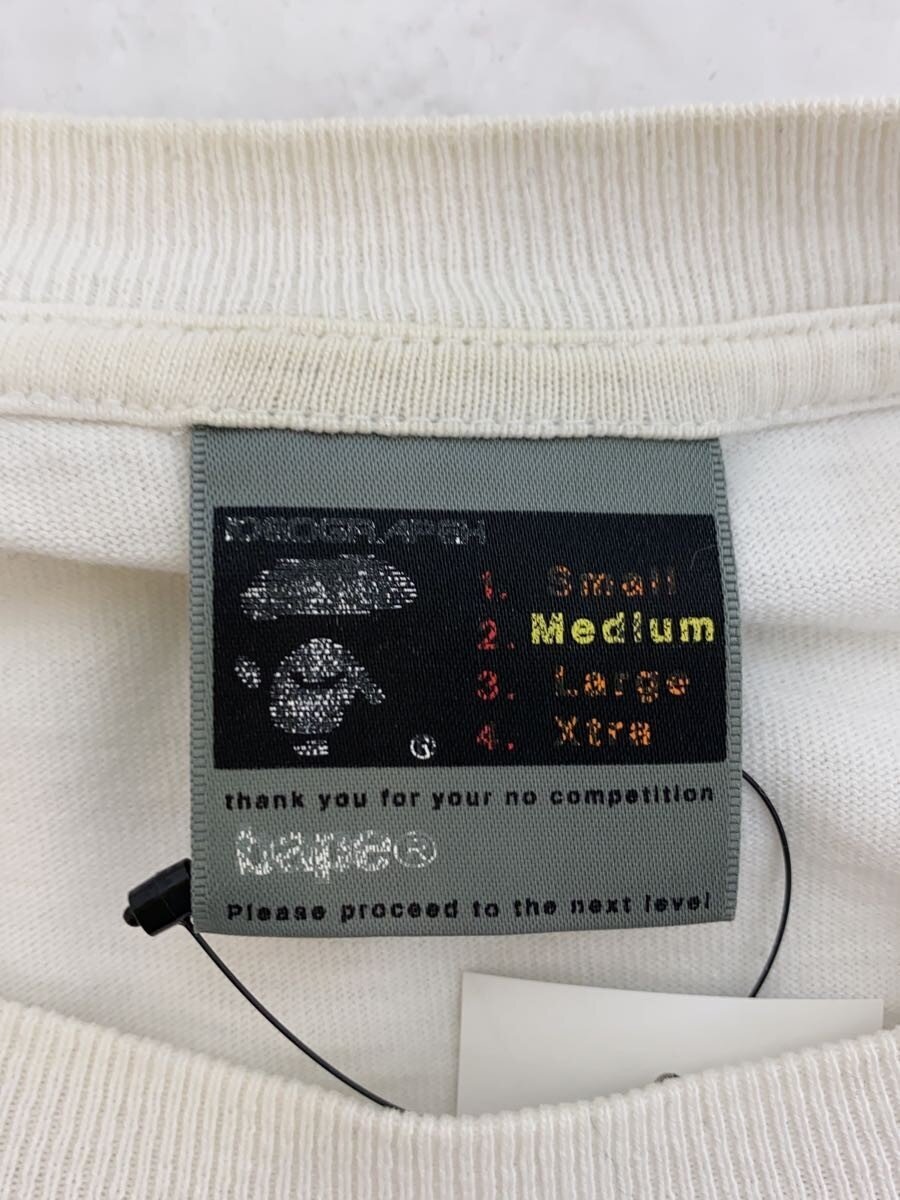 1. Small
2. Medium
3. Large
4. Xtra
thank you for your no competition
bape®
Please proceed to the next level